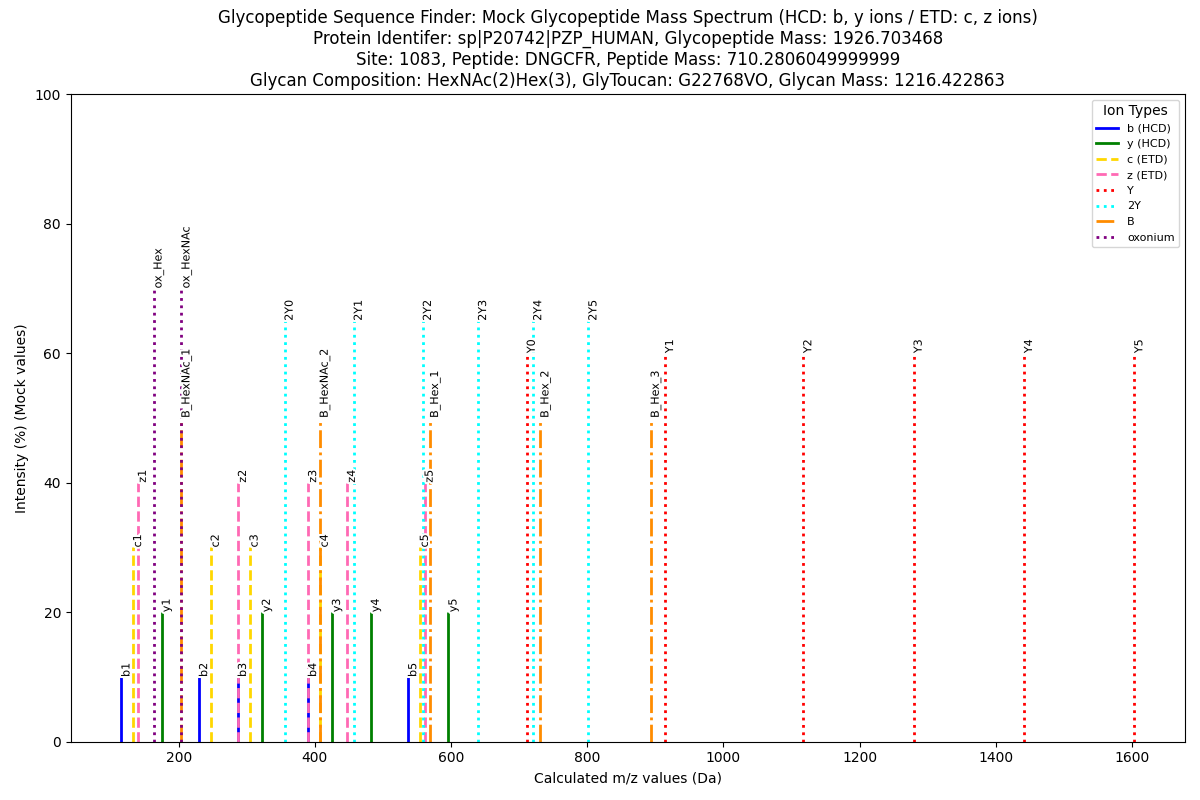 Glycopeptide Sequence Finder: Mock Glycopeptide Mass Spectrum (HCD: b, y ions / ETD: c, z ions)
Protein Identifer: sp|P20742|PZP_HUMAN, Glycopeptide Mass: 1926.703468
Site: 1083, Peptide: DNGCFR, Peptide Mass: 710.2806049999999
Glycan Composition: HexNAc(2)Hex(3), GlyToucan: G22768VO, Glycan Mass: 1216.422863
100
80
60
40
20
0
Intensity (%) (Mock values)
Ion Types
b (HCD)
y (HCD)
c (ETD)
z (ETD)
Y
2Y
B
oxonium
ox_Hex
ox_HexNAc
2Y0
2Y1
2Y2
2Y3
2Y4
2Y5
Y0
Y1
Y2
Y3
Y4
Y5
B_HexNAc_1
B_HexNAc_2
B_Hex_1
B_Hex_2
B_Hex_3
z1
z2
z3
z4
z5
c1
c2
c3
c4
c5
y1
y2
y3
y4
y5
b1
b2
b3
b4
b5
200
400
600
800
1000
1200
1400
1600
Calculated m/z values (Da)